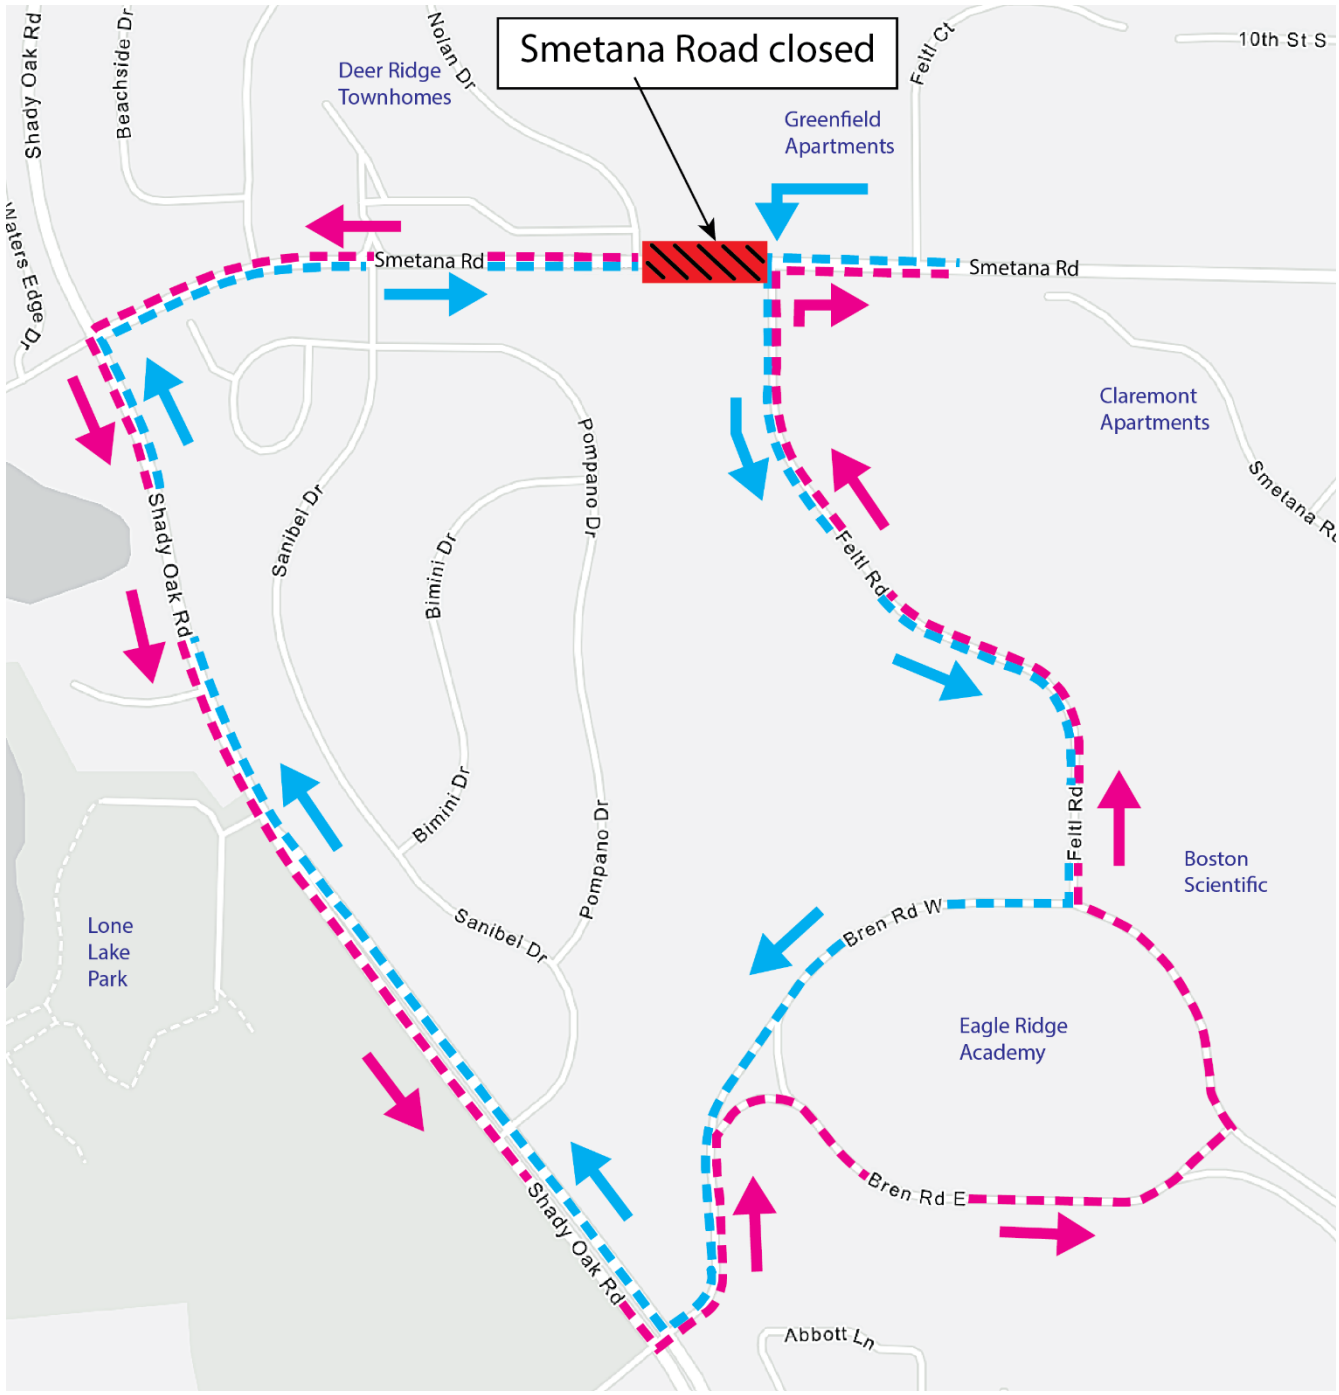 Shady Oak Rd
Beachside Dr
Nolan Dr
Smetana Road closed
Feltl Ct
10th St S
Deer Ridge
Townhomes
Greenfield
Apartments
Waters Edge Dr
Smetana Rd
Smetana Rd
Claremont
Apartments
Smetana Rd
Pompano Dr
Sanibel Dr
Bimini Dr
Shady Oak Rd
Feltl Rd
Bimini Dr
Pompano Dr
Feltl Rd
Boston
Scientific
Lone
Lake
Park
Sanibel Dr
Bren Rd W
Eagle Ridge
Academy
Bren Rd E
Shady Oak Rd
Abbott Ln